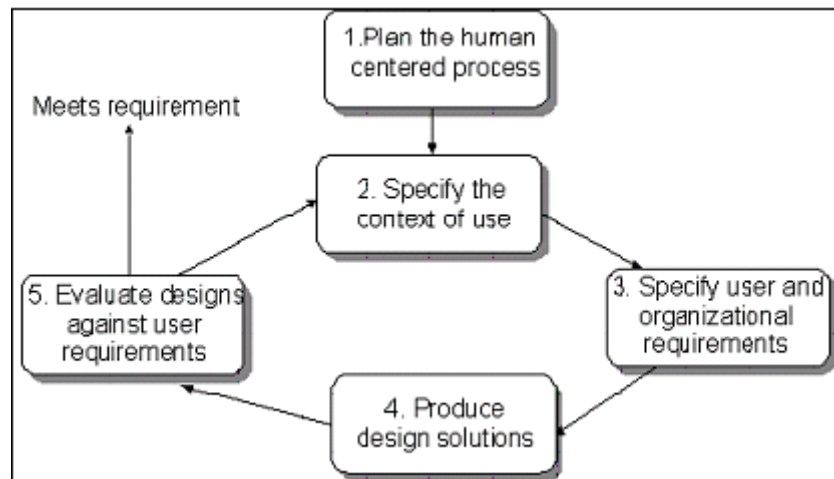 1.Plan the human
centered process
Meets requirement
2. Specify the
context of use
3. Specify user and
organizational
requirements
4. Produce
design solutions
5. Evaluate designs
against user
requirements